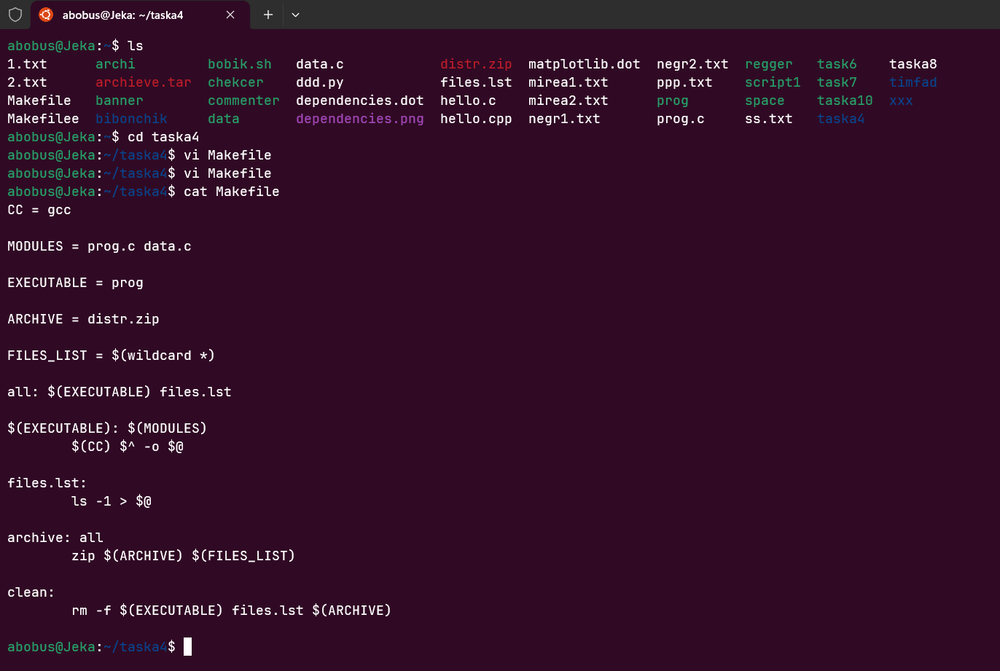 abobus@Jeka: ~/taska4
abobus@Jeka:~$ ls
1.txt archi bobik.sh data.c distr.zip matplotlib.dot negr2.txt regger task6 taska8
2.txt archieve.tar chekcer ddd.py files.lst mirea1.txt ppp.txt script1 task7 timfad
Makefile banner commenter dependencies.dot hello.c mirea2.txt prog space taska10 xxx
Makefilee bibonchik data dependencies.png hello.cpp negr1.txt prog.c ss.txt taska4
abobus@Jeka:~$ cd taska4
abobus@Jeka:~/taska4$ vi Makefile
abobus@Jeka:~/taska4$ vi Makefile
abobus@Jeka:~/taska4$ cat Makefile
CC = gcc
MODULES = prog.c data.c
EXECUTABLE = prog
ARCHIVE = distr.zip
FILES_LIST = $(wildcard *)
all: $(EXECUTABLE) files.lst
$(EXECUTABLE): $(MODULES)
$(CC) $^ -o $@
files.lst:
ls -1 > $@
archive: all
zip $(ARCHIVE) $(FILES_LIST)
clean:
rm -f $(EXECUTABLE) files.lst $(ARCHIVE)
abobus@Jeka:~/taska4$